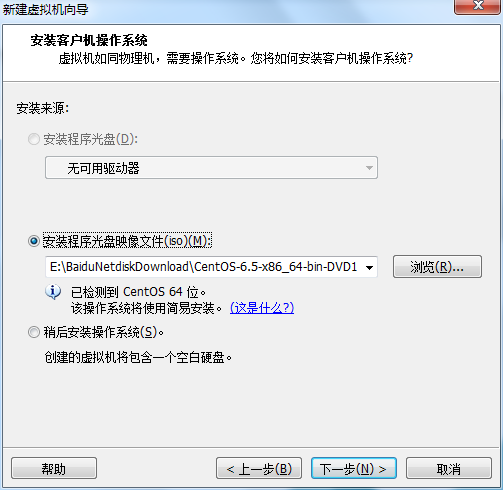 新建虚拟机向导
安装客户机操作系统
虚拟机如同物理机，需要操作系统。您将如何安装客户机操作系统?
安装来源:
安装程序光盘(D):
无可用驱动器
安装程序光盘映像文件(iso)(M):
E:\BaiduNetdiskDownload\CentOS-6.5-x86_64-bin-DVD1
浏览(R)...
已检测到 CentOS 64 位。
该操作系统将使用简易安装。 (这是什么?)
稍后安装操作系统(S)。
创建的虚拟机将包含一个空白硬盘。
帮助
< 上一步(B)
下一步(N) >
取消